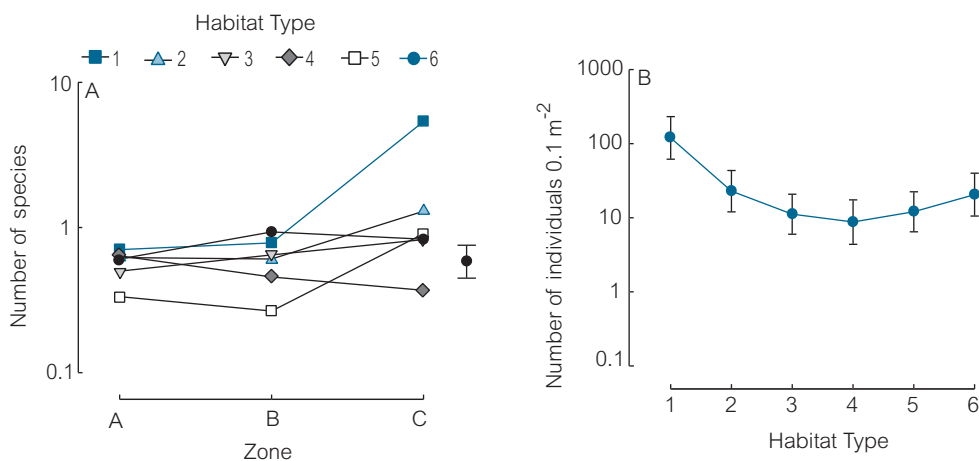 Habitat Type
1 2 3 4 5 6
A
Number of species
10
1
0.1
A B C
Zone
B
Number of individuals 0.1 m-2
1000
100
10
1
0.1
1 2 3 4 5 6
Habitat Type